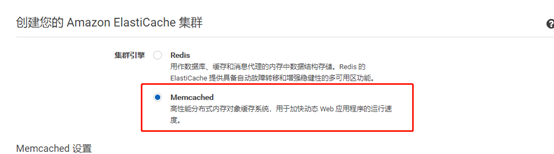 创建您的 Amazon ElastiCache 集群
集群引擎
Redis
用作数据库、缓存和消息代理的内存中数据结构存储。Redis 的
ElastiCache 提供具备自动故障转移和增强稳健性的多可用区功能。
Memcached
高性能分布式内存对象缓存系统，用于加快动态 Web 应用程序的运行速
度。
Memcached 设置